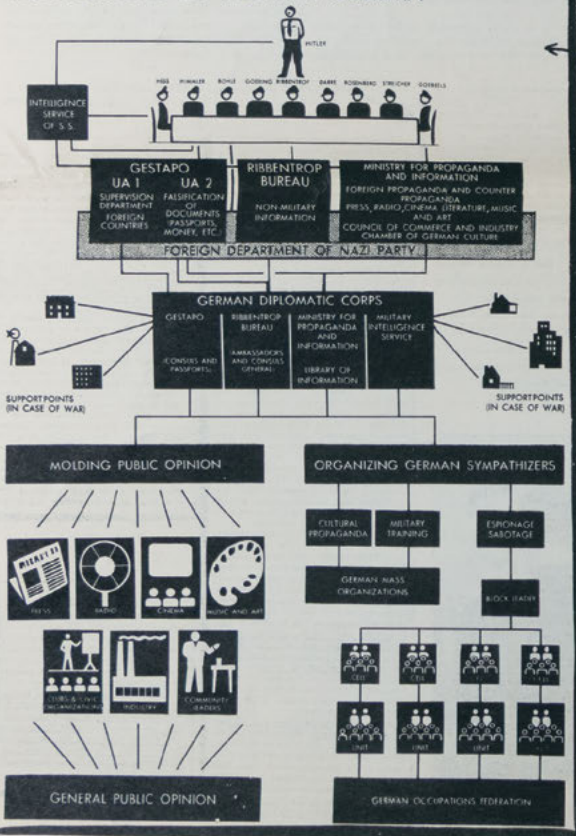 HITLER
HESS HIMMLER BOHLE GOERING RIBBENTROP DARRE ROSENBERG STREICHER GOEBBELS
INTELLIGENCE
SERVICE
OF S.S.
GESTAPO
UA 1
SUPERVISION
DEPARTMENT
FOREIGN
COUNTRIES
UA 2
FALSIFICATION
OF
DOCUMENTS
(PASSPORTS,
MONEY, ETC.)
RIBBENTROP
BUREAU
NON-MILITARY
INFORMATION
MINISTRY FOR PROPAGANDA
AND INFORMATION
FOREIGN PROPAGANDA AND COUNTER
PROPAGANDA
PRESS, RADIO, CINEMA LITERATURE, MUSIC
AND ART
COUNCIL OF COMMERCE AND INDUSTRY
CHAMBER OF GERMAN CULTURE
FOREIGN DEPARTMENT OF NAZI PARTY
GERMAN DIPLOMATIC CORPS
GESTAPO
(CONSULS AND
PASSPORTS)
RIBBENTROP
BUREAU
(AMBASSADORS
AND CONSULS
GENERAL)
MINISTRY FOR
PROPAGANDA
AND
INFORMATION
LIBRARY OF
INFORMATION
MILITARY
INTELLIGENCE
SERVICE
SUPPORTPOINTS
(IN CASE OF WAR)
SUPPORTPOINTS
(IN CASE OF WAR)
MOLDING PUBLIC OPINION
PRESS
RADIO
CINEMA
MUSIC AND ART
CLUBS & CIVIC
ORGANIZATIONS
INDUSTRY
COMMUNITY
LEADERS
GENERAL PUBLIC OPINION
ORGANIZING GERMAN SYMPATHIZERS
CULTURAL
PROPAGANDA
MILITARY
TRAINING
ESPIONAGE
SABOTAGE
GERMAN MASS
ORGANIZATIONS
BLOCK LEADER
CELL
CELL
UNIT
UNIT
UNIT
GERMAN OCCUPATIONS FEDERATION